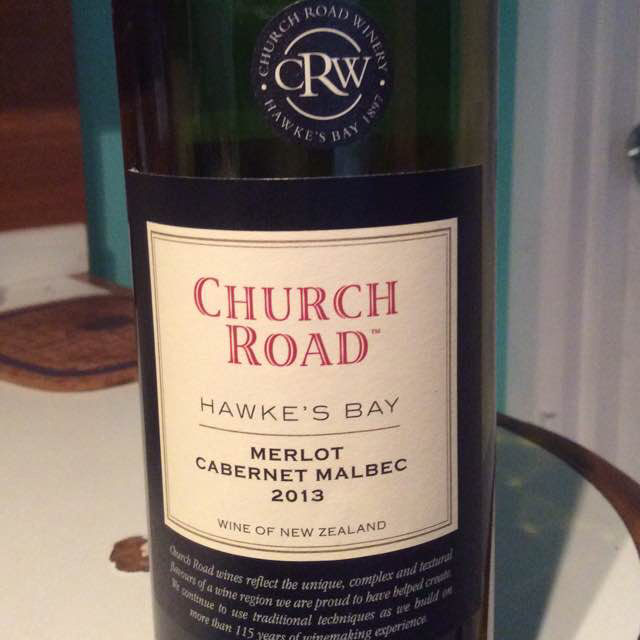 CHURCH ROAD WINERY
CRW
HAWKE'S BAY 1897
CHURCH
ROAD™
HAWKE'S BAY
MERLOT
CABERNET MALBEC
2013
WINE OF NEW ZEALAND
Church Road wines reflect the unique, complex and textural
flavours of a wine region we are proud to have helped create.
We continue to use traditional techniques as we build on
more than 115 years of winemaking experience.